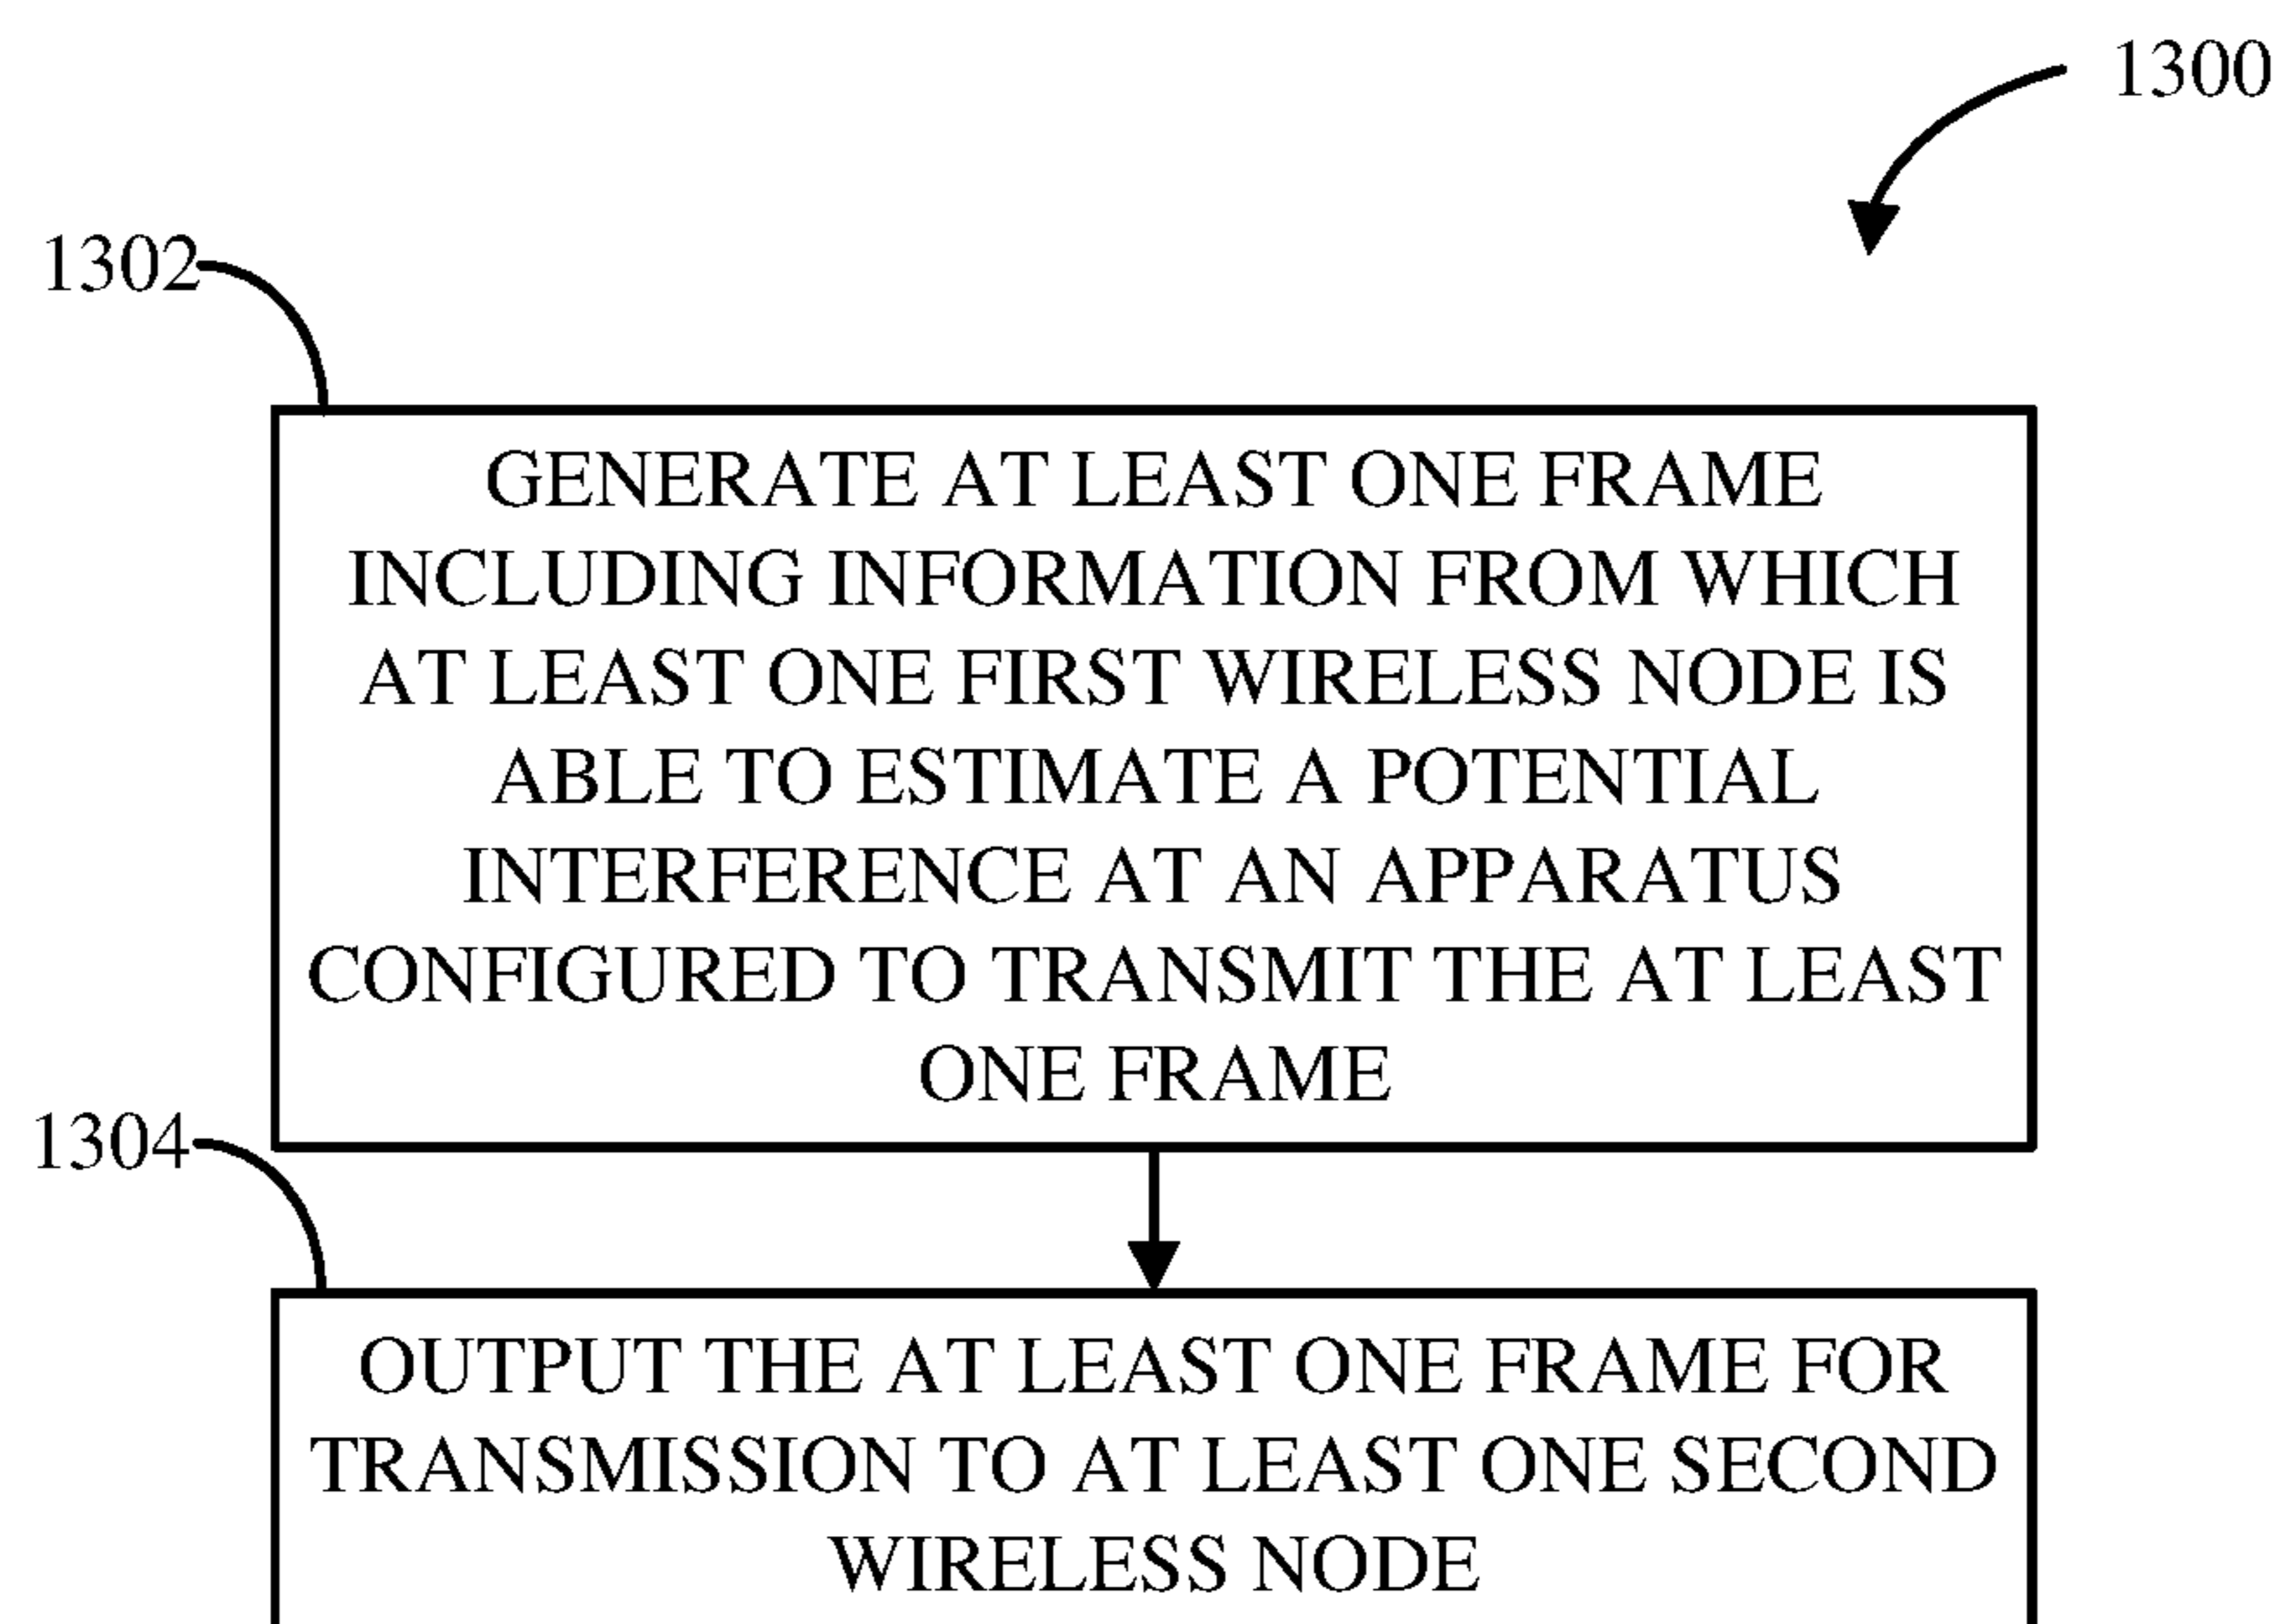 1300
1302
GENERATE AT LEAST ONE FRAME
INCLUDING INFORMATION FROM WHICH
AT LEAST ONE FIRST WIRELESS NODE IS
ABLE TO ESTIMATE A POTENTIAL
INTERFERENCE AT AN APPARATUS
CONFIGURED TO TRANSMIT THE AT LEAST
ONE FRAME
1304
OUTPUT THE AT LEAST ONE FRAME FOR
TRANSMISSION TO AT LEAST ONE SECOND
WIRELESS NODE